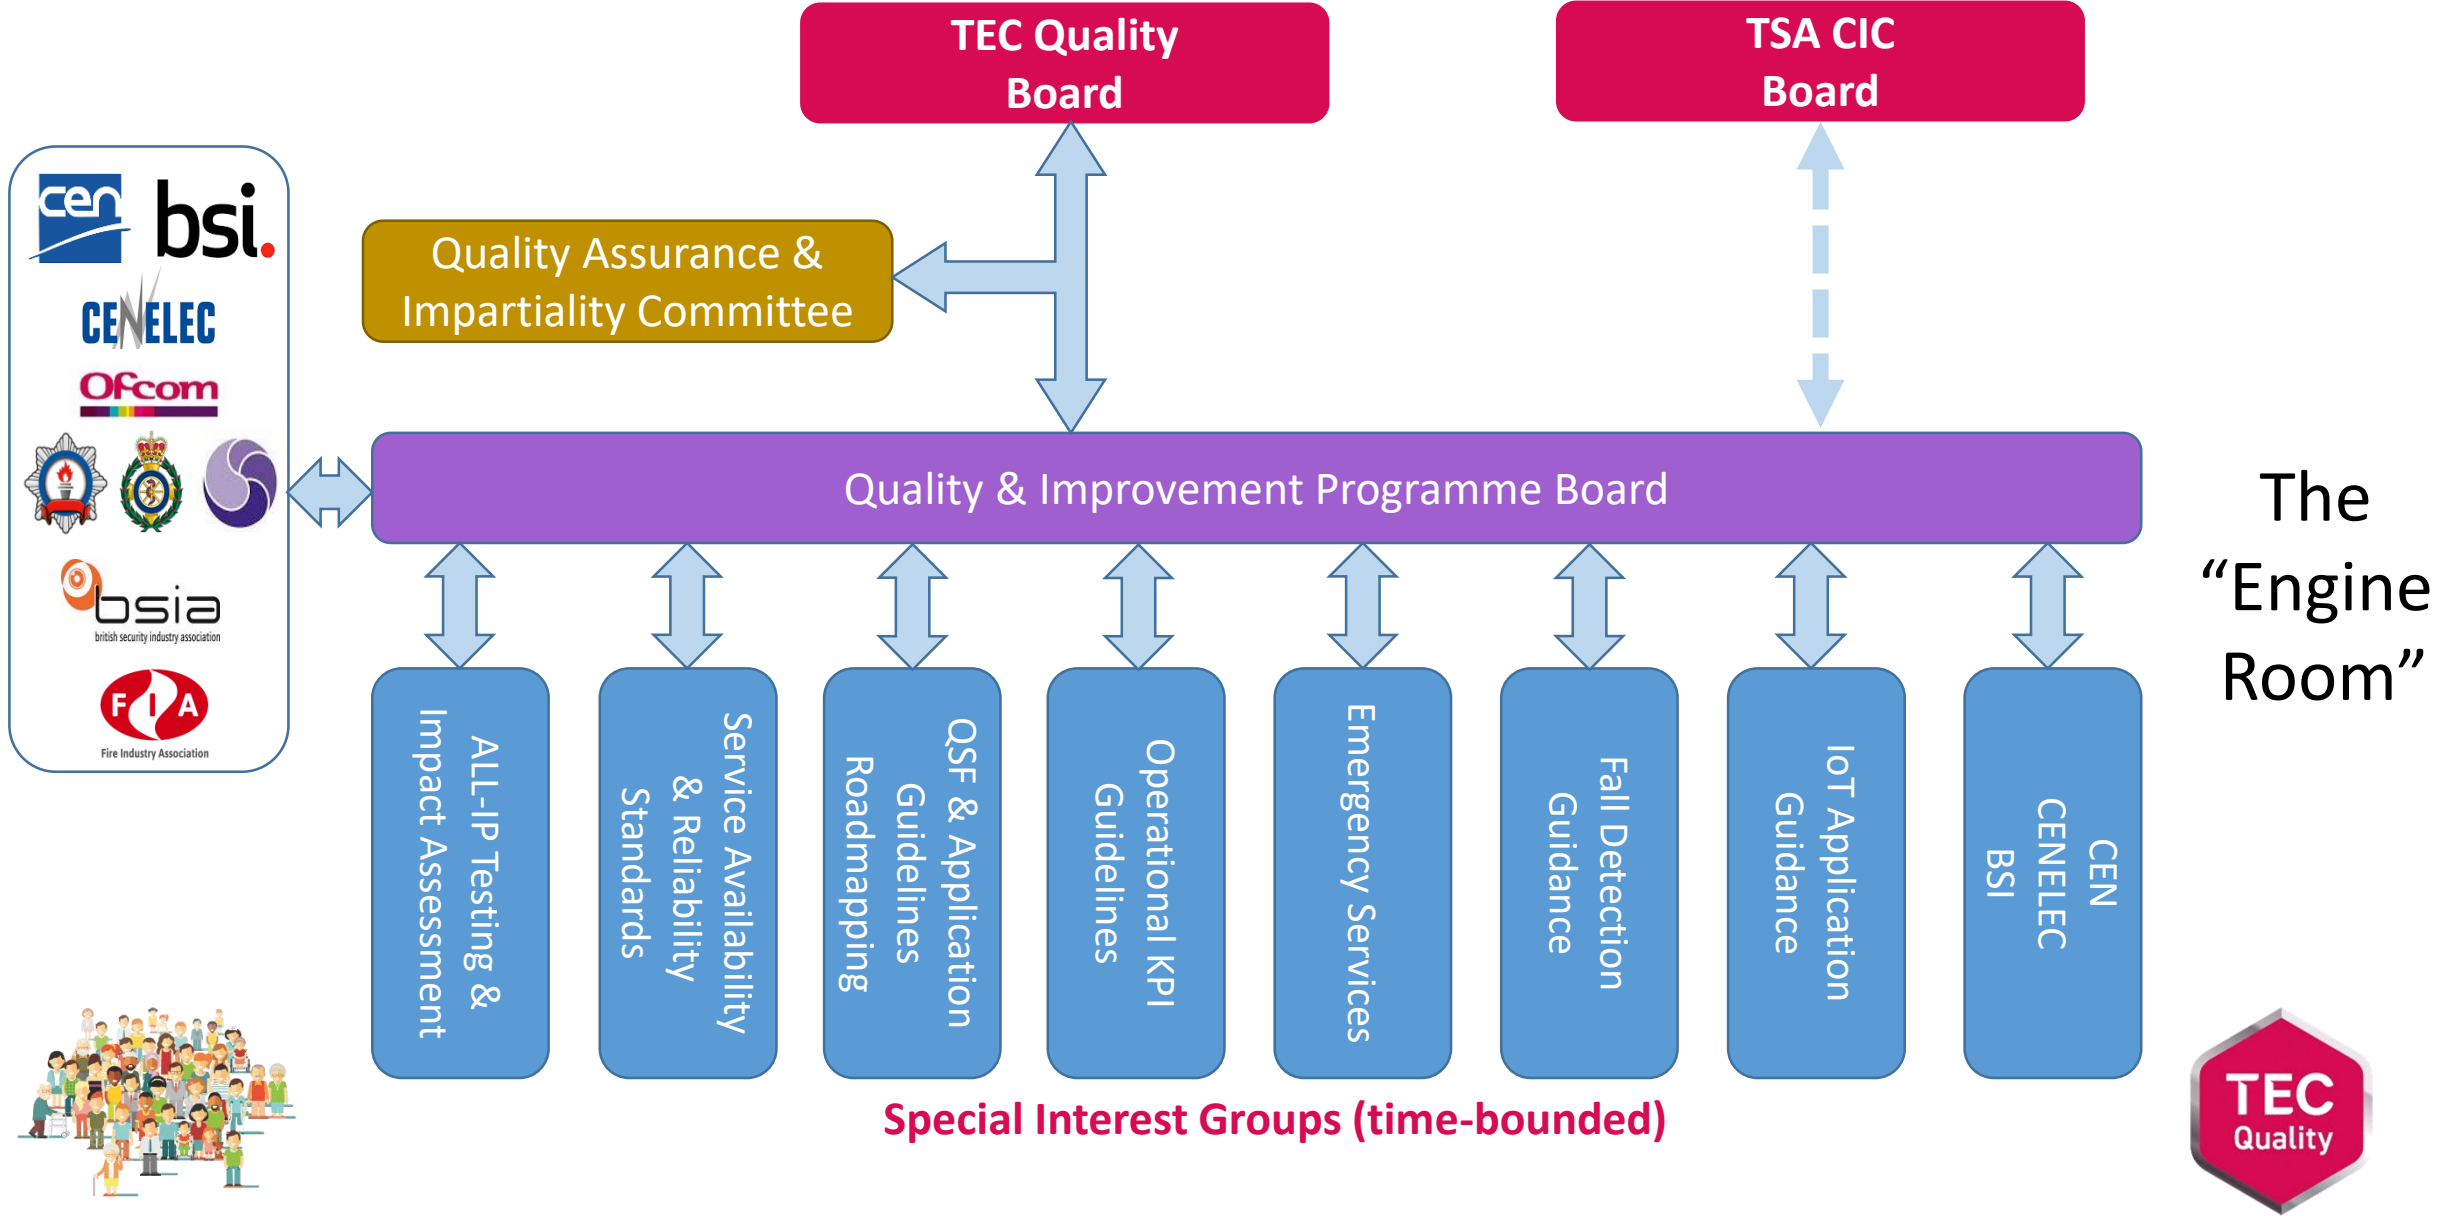 TEC Quality
Board
TSA CIC
Board
cen
bsi.
CENELEC
Ofcom
bsia
british security industry association
FIA
Fire Industry Association
Quality Assurance &
Impartiality Committee
Quality & Improvement Programme Board
The
“Engine
Room”
ALL-IP Testing &
Impact Assessment
Service Availability
& Reliability
Standards
QSF & Application
Guidelines
Roadmapping
Operational KPI
Guidelines
Emergency Services
Fall Detection
Guidance
IoT Application
Guidance
CEN
CENELEC
BSI
Special Interest Groups (time-bounded)
TEC
Quality